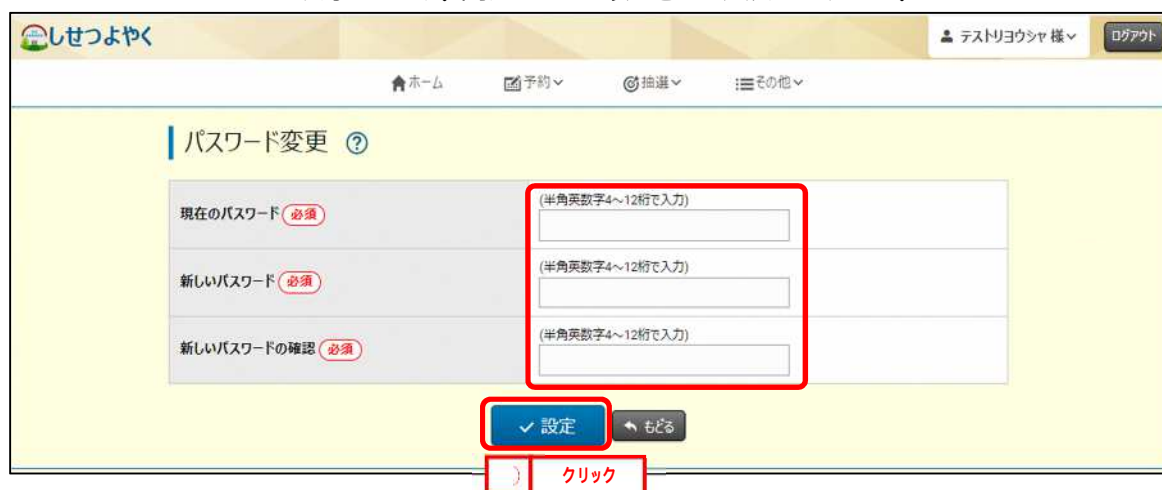 しせつよやく
テストリヨウシャ 様
ログアウト
ホーム 予約 抽選 その他
パスワード変更 ?
現在のパスワード 必須 (半角英数字4～12桁で入力)
新しいパスワード 必須 (半角英数字4～12桁で入力)
新しいパスワードの確認 必須 (半角英数字4～12桁で入力)
設定 もどる
) クリック